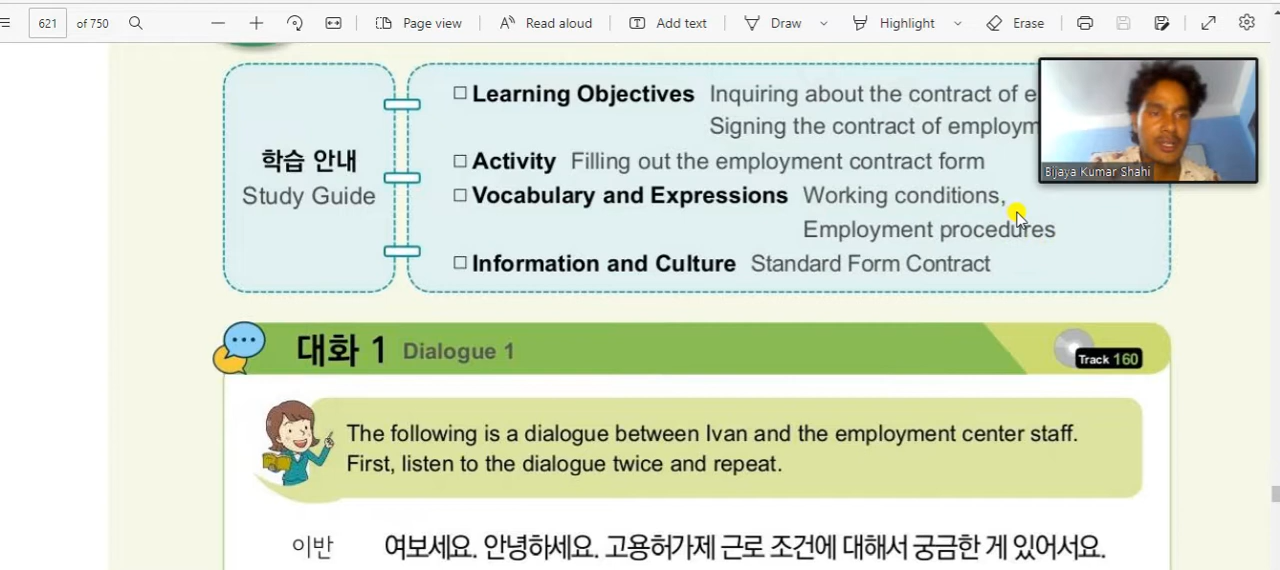 621 of 750 Page view Read aloud Add text Draw Highlight Erase
학습 안내
Study Guide
□ Learning Objectives Inquiring about the contract of e
Signing the contract of employm
□ Activity Filling out the employment contract form
□ Vocabulary and Expressions Working conditions,
Employment procedures
□ Information and Culture Standard Form Contract
Bijaya Kumar Shahi
대화 1 Dialogue 1
Track 160
The following is a dialogue between Ivan and the employment center staff.
First, listen to the dialogue twice and repeat.
이반 여보세요. 안녕하세요. 고용허가제 근로 조건에 대해서 궁금한 게 있어서요.